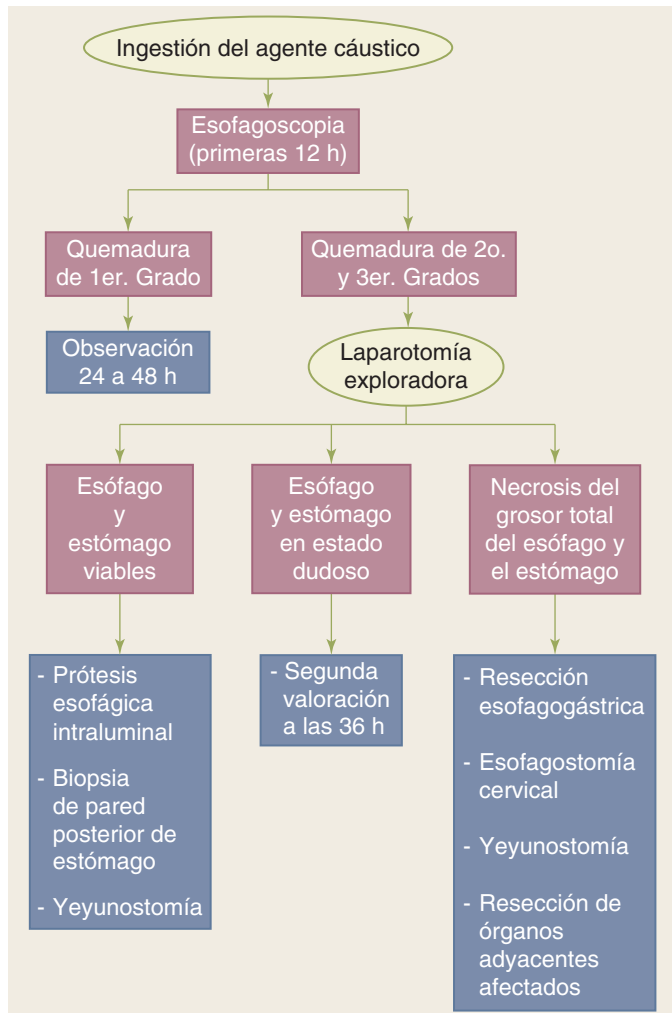 Ingestión del agente cáustico
Esofagoscopia
(primeras 12 h)
Quemadura
de 1er. Grado
Quemadura de 2o.
y 3er. Grados
Observación
24 a 48 h
Laparotomía
exploradora
Esófago
y
estómago
viables
Esófago
y estómago
en estado
dudoso
Necrosis del
grosor total
del esófago y
el estómago
- Prótesis
esofágica
intraluminal
- Biopsia
de pared
posterior de
estómago
- Yeyunostomía
- Segunda
valoración
a las 36 h
- Resección
esofagogástrica
- Esofagostomía
cervical
- Yeyunostomía
- Resección de
órganos
adyacentes
afectados